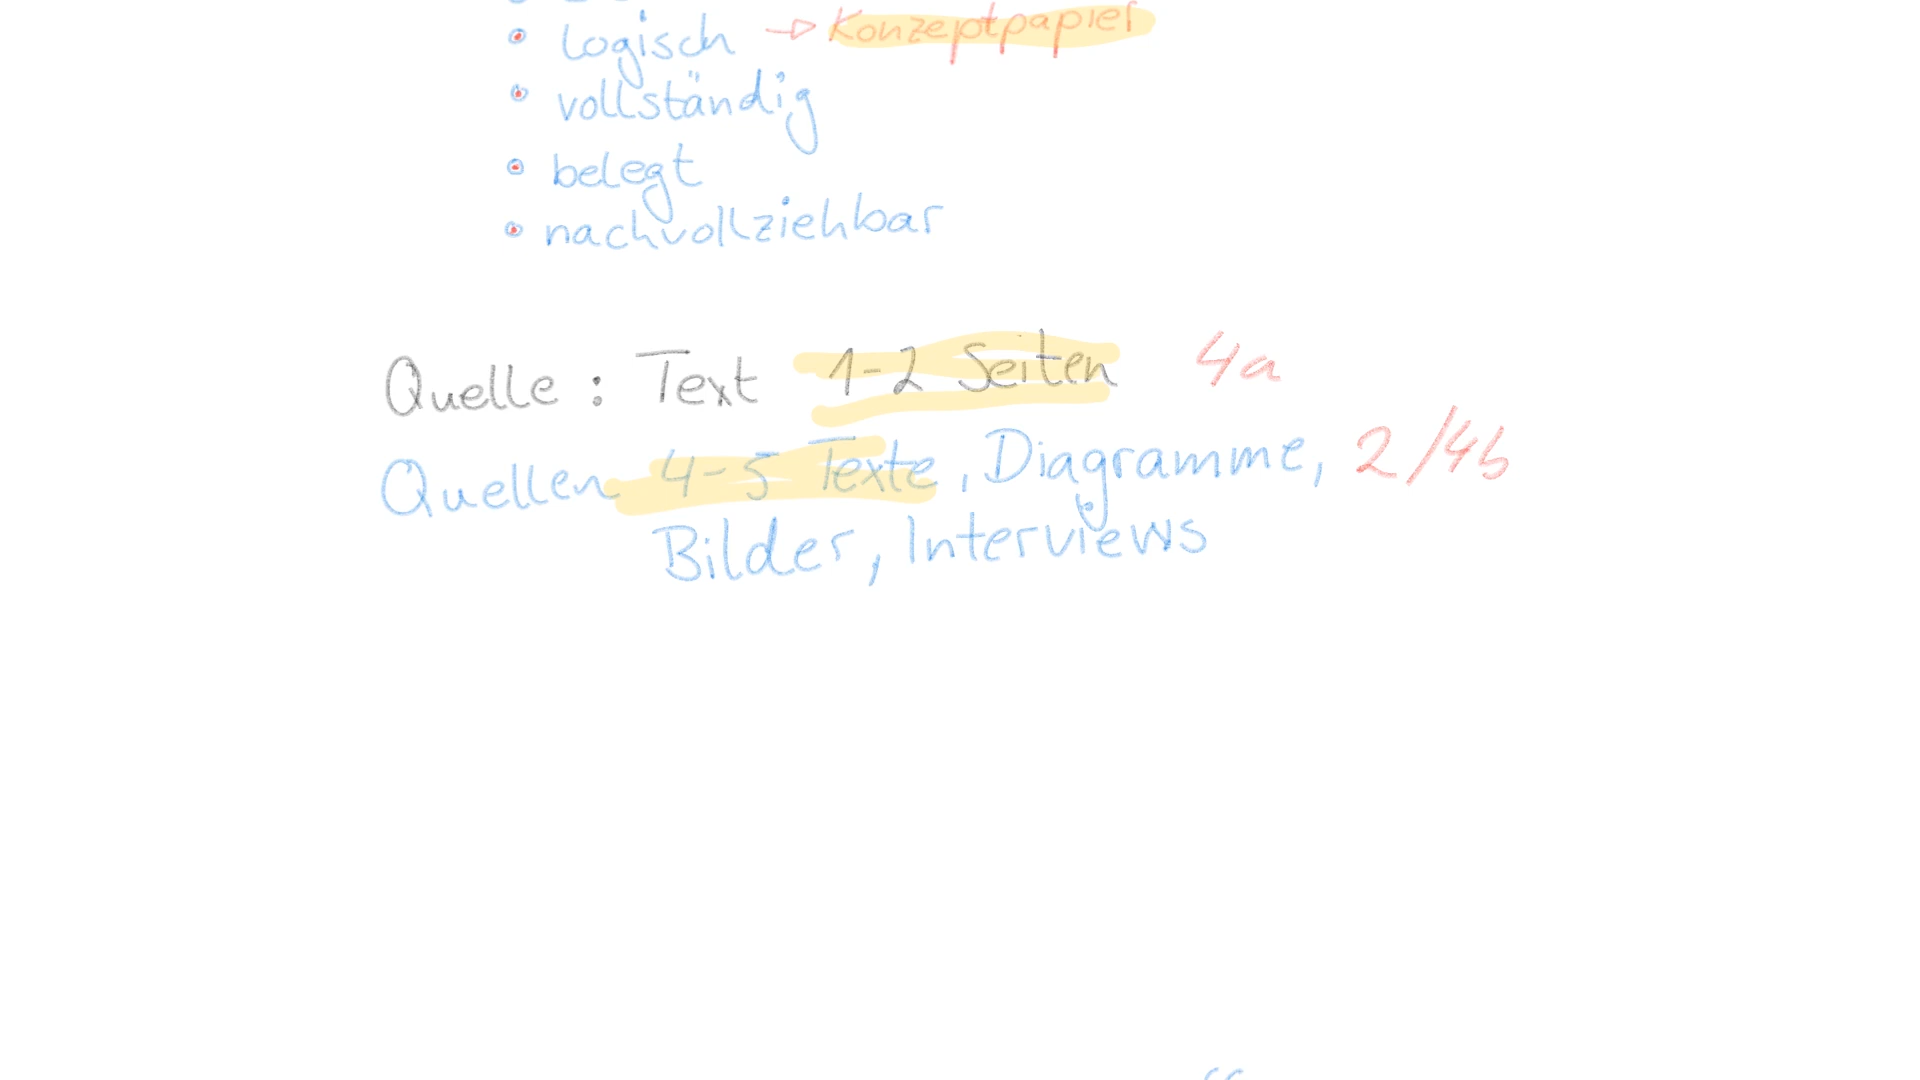 • logisch → Konzeptpapier
• vollständig
• belegt
• nachvollziehbar
Quelle : Text 1-2 Seiten 4a
Quellen 4-5 Texte, Diagramme, 2/4b
Bilder, Interviews